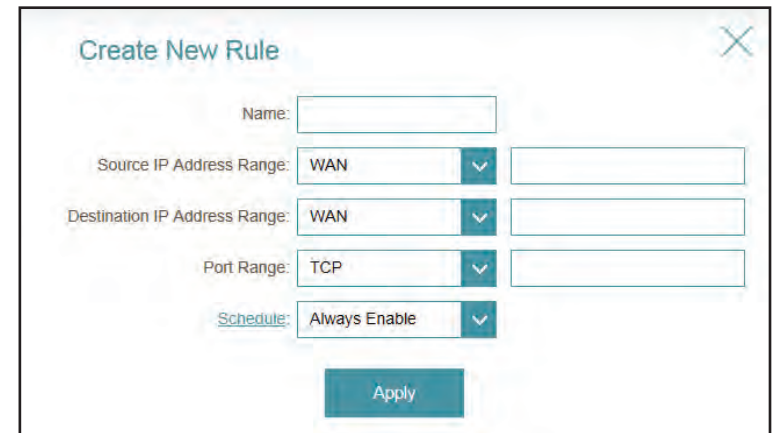 Create New Rule
Name:
Source IP Address Range: WAN
Destination IP Address Range: WAN
Port Range: TCP
Schedule: Always Enable
Apply